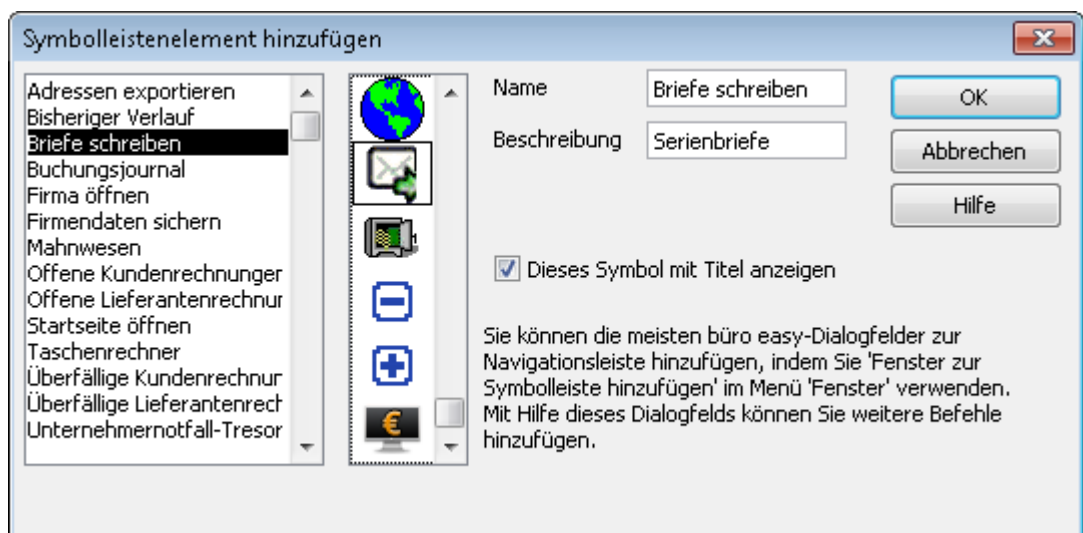 Symbolleistenelement hinzufügen
Adressen exportieren
Bisheriger Verlauf
Briefe schreiben
Buchungsjournal
Firma öffnen
Firmendaten sichern
Mahnwesen
Offene Kundenrechnunger
Offene Lieferantenrechnur
Startseite öffnen
Taschenrechner
Überfällige Kundenrechnur
Überfällige Lieferantenrecht
Unternehmernotfall-Tresor
€
Name
Briefe schreiben
Beschreibung
Serienbriefe
OK
Abbrechen
Hilfe
Dieses Symbol mit Titel anzeigen
Sie können die meisten büro easy-Dialogfelder zur
Navigationsleiste hinzufügen, indem Sie 'Fenster zur
Symbolleiste hinzufügen' im Menü 'Fenster' verwenden.
Mit Hilfe dieses Dialogfelds können Sie weitere Befehle
hinzufügen.